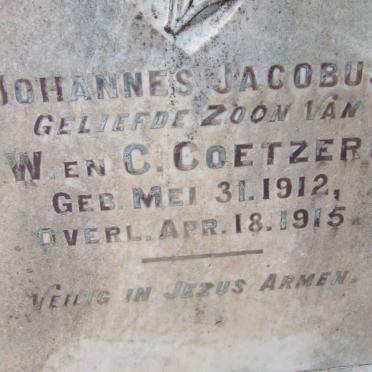 JOHANNES JACOBUS
GELIEFDE ZOON VAN
W. EN C. COETZER.
GEB. MEI 31. 1912,
OVERL. APR. 18. 1915.
VEILIG IN JEZUS ARMEN.